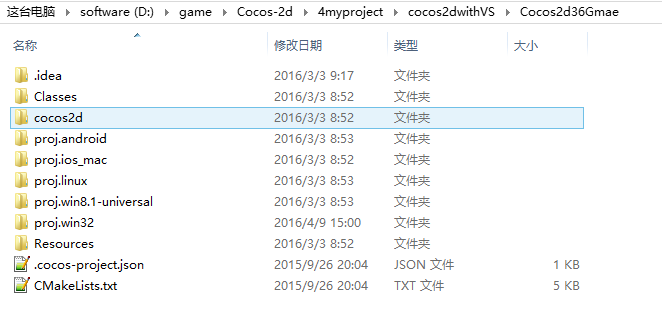 这台电脑 ▸ software (D:) ▸ game ▸ Cocos-2d ▸ 4myproject ▸ cocos2dwithVS ▸ Cocos2d36Gmae
名称 修改日期 类型 大小
.idea 2016/3/3 9:17 文件夹
Classes 2016/3/3 8:52 文件夹
cocos2d 2016/3/3 8:52 文件夹
proj.android 2016/3/3 8:53 文件夹
proj.ios_mac 2016/3/3 8:52 文件夹
proj.linux 2016/3/3 8:53 文件夹
proj.win8.1-universal 2016/3/3 8:53 文件夹
proj.win32 2016/4/9 15:00 文件夹
Resources 2016/3/3 8:52 文件夹
.cocos-project.json 2015/9/26 20:04 JSON 文件 1 KB
CMakeLists.txt 2015/9/26 20:04 TXT 文件 5 KB